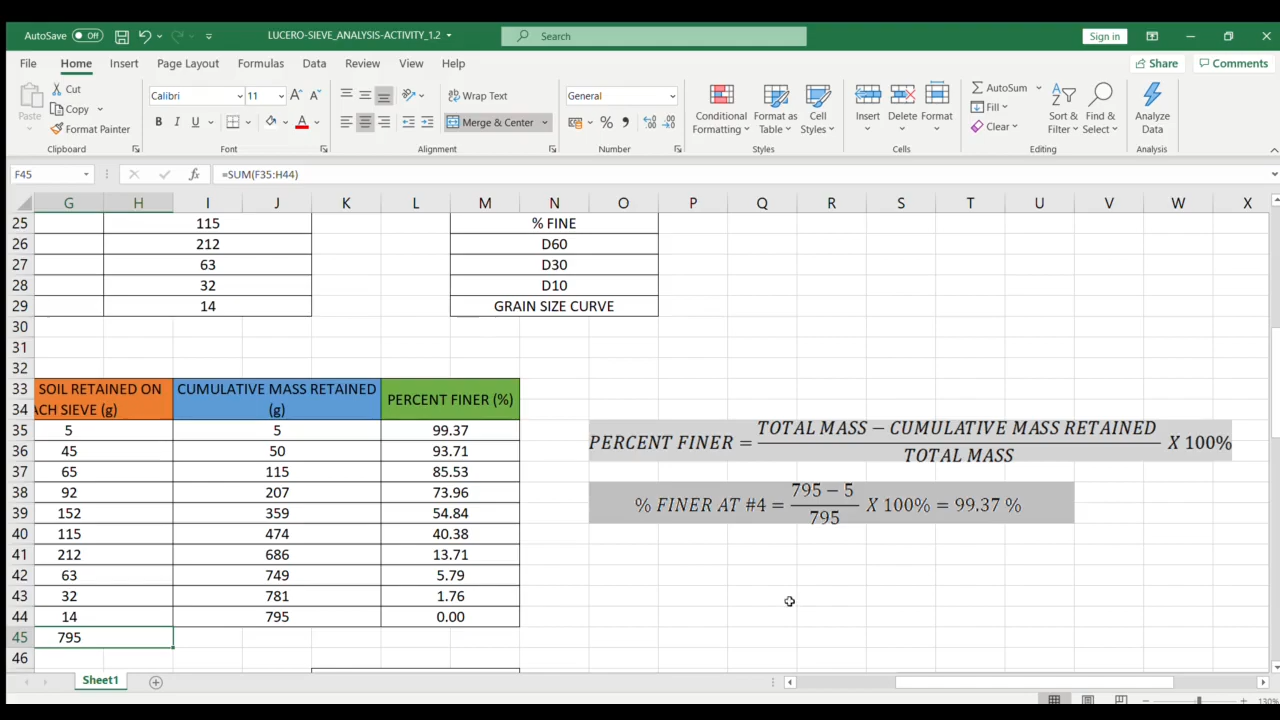 AutoSave Off LUCERO-SIEVE_ANALYSIS-ACTIVITY_1.2 Search Sign in
File Home Insert Page Layout Formulas Data Review View Help Share Comments
Paste Cut Copy Format Painter Clipboard
Calibri 11 B I U A Font
Wrap Text Merge & Center Alignment
General % Number
Conditional Formatting Format as Table Cell Styles Styles
Insert Delete Format Cells
AutoSum Fill Clear Sort & Filter Find & Select Editing
Analyze Data Analysis
F45 fx =SUM(F35:H44)
G H I J K L M N O P Q R S T U V W X
25 115 % FINE
26 212 D60
27 63 D30
28 32 D10
29 14 GRAIN SIZE CURVE
30
31
32
33 SOIL RETAINED ON CUMULATIVE MASS RETAINED PERCENT FINER (%)
34 ACH SIEVE (g) (g)
35 5 5 99.37
36 45 50 93.71
37 65 115 85.53
38 92 207 73.96
39 152 359 54.84
40 115 474 40.38
41 212 686 13.71
42 63 749 5.79
43 32 781 1.76
44 14 795 0.00
45 795
46
PERCENT FINER = TOTAL MASS − CUMULATIVE MASS RETAINED / TOTAL MASS X 100%
% FINER AT #4 = 795 − 5 / 795 X 100% = 99.37 %
Sheet1
130%